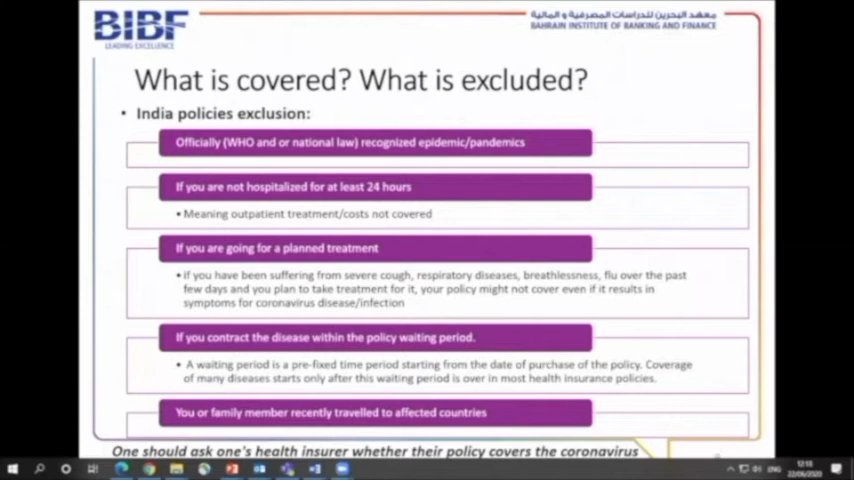 BIBF
LEADING EXCELLENCE
معهد البحرين للدراسات المصرفية و المالية
BAHRAIN INSTITUTE OF BANKING AND FINANCE
What is covered? What is excluded?
• India policies exclusion:
Officially (WHO and or national law) recognized epidemic/pandemics
If you are not hospitalized for at least 24 hours
• Meaning outpatient treatment/costs not covered
If you are going for a planned treatment
• if you have been suffering from severe cough, respiratory diseases, breathlessness, flu over the past
few days and you plan to take treatment for it, your policy might not cover even if it results in
symptoms for coronavirus disease/infection
If you contract the disease within the policy waiting period.
• A waiting period is a pre-fixed time period starting from the date of purchase of the policy. Coverage
of many diseases starts only after this waiting period is over in most health insurance policies.
You or family member recently travelled to affected countries
One should ask one's health insurer whether their policy covers the coronavirus
ENG
12:15
22/06/2020